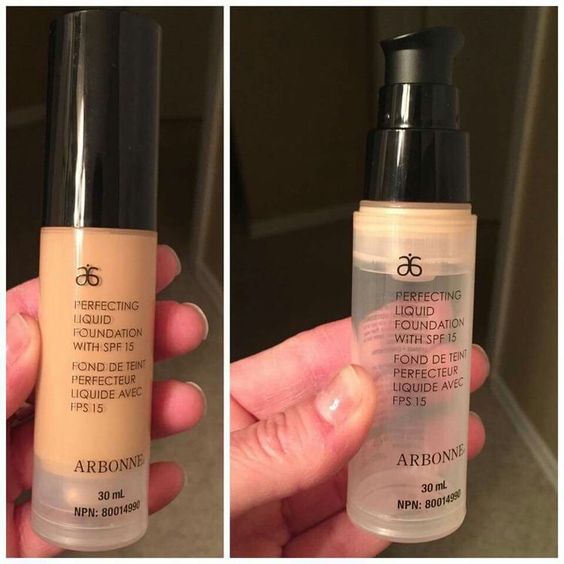 PERFECTING
LIQUID
FOUNDATION
WITH SPF 15
FOND DE TEINT
PERFECTEUR
LIQUIDE AVEC
FPS 15
ARBONNE
30 mL
NPN: 80014990
PERFECTING
LIQUID
FOUNDATION
WITH SPF 15
FOND DE TEINT
PERFECTEUR
LIQUIDE AVEC
FPS 15
ARBONNE
30 mL
NPN: 80014990